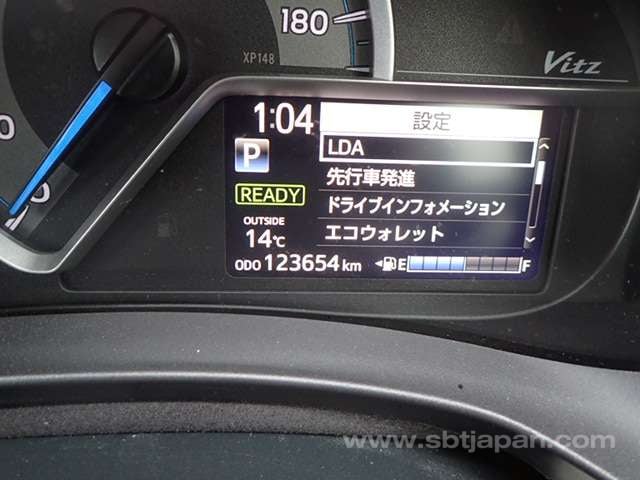 180
XP148
Vitz
0
0
1:04
設定
P
LDA
先行車発進
READY
ドライブインフォメーション
OUTSIDE
14℃
エコウォレット
ODO 123654 km
E F
www.sbtjapan.com